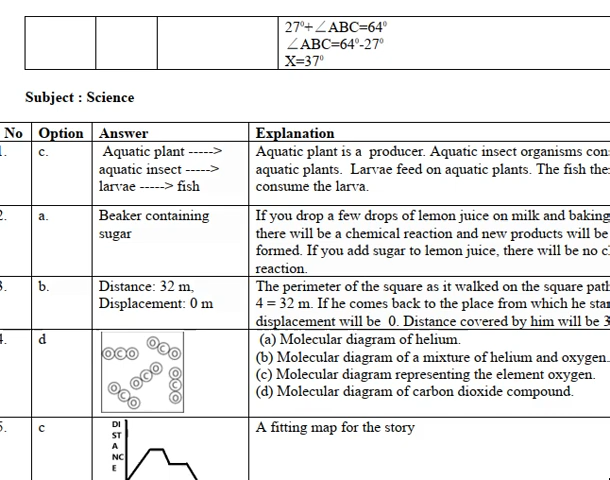 27⁰+∠ABC=64⁰
∠ABC=64⁰-27⁰
X=37⁰
Subject : Science
No Option Answer Explanation
1. c. Aquatic plant -----> Aquatic plant is a producer. Aquatic insect organisms con
aquatic insect -----> aquatic plants. Larvae feed on aquatic plants. The fish the
larvae -----> fish consume the larva.
2. a. Beaker containing If you drop a few drops of lemon juice on milk and baking
sugar there will be a chemical reaction and new products will be
formed. If you add sugar to lemon juice, there will be no c
reaction.
3. b. Distance: 32 m, The perimeter of the square as it walked on the square path
Displacement: 0 m 4 = 32 m. If he comes back to the place from which he star
displacement will be 0. Distance covered by him will be 3
4. d (a) Molecular diagram of helium.
(b) Molecular diagram of a mixture of helium and oxygen.
(c) Molecular diagram representing the element oxygen.
(d) Molecular diagram of carbon dioxide compound.
O C O
O C O
O C O
O C O
O C O
5. c A fitting map for the story
DI
ST
A
NC
E